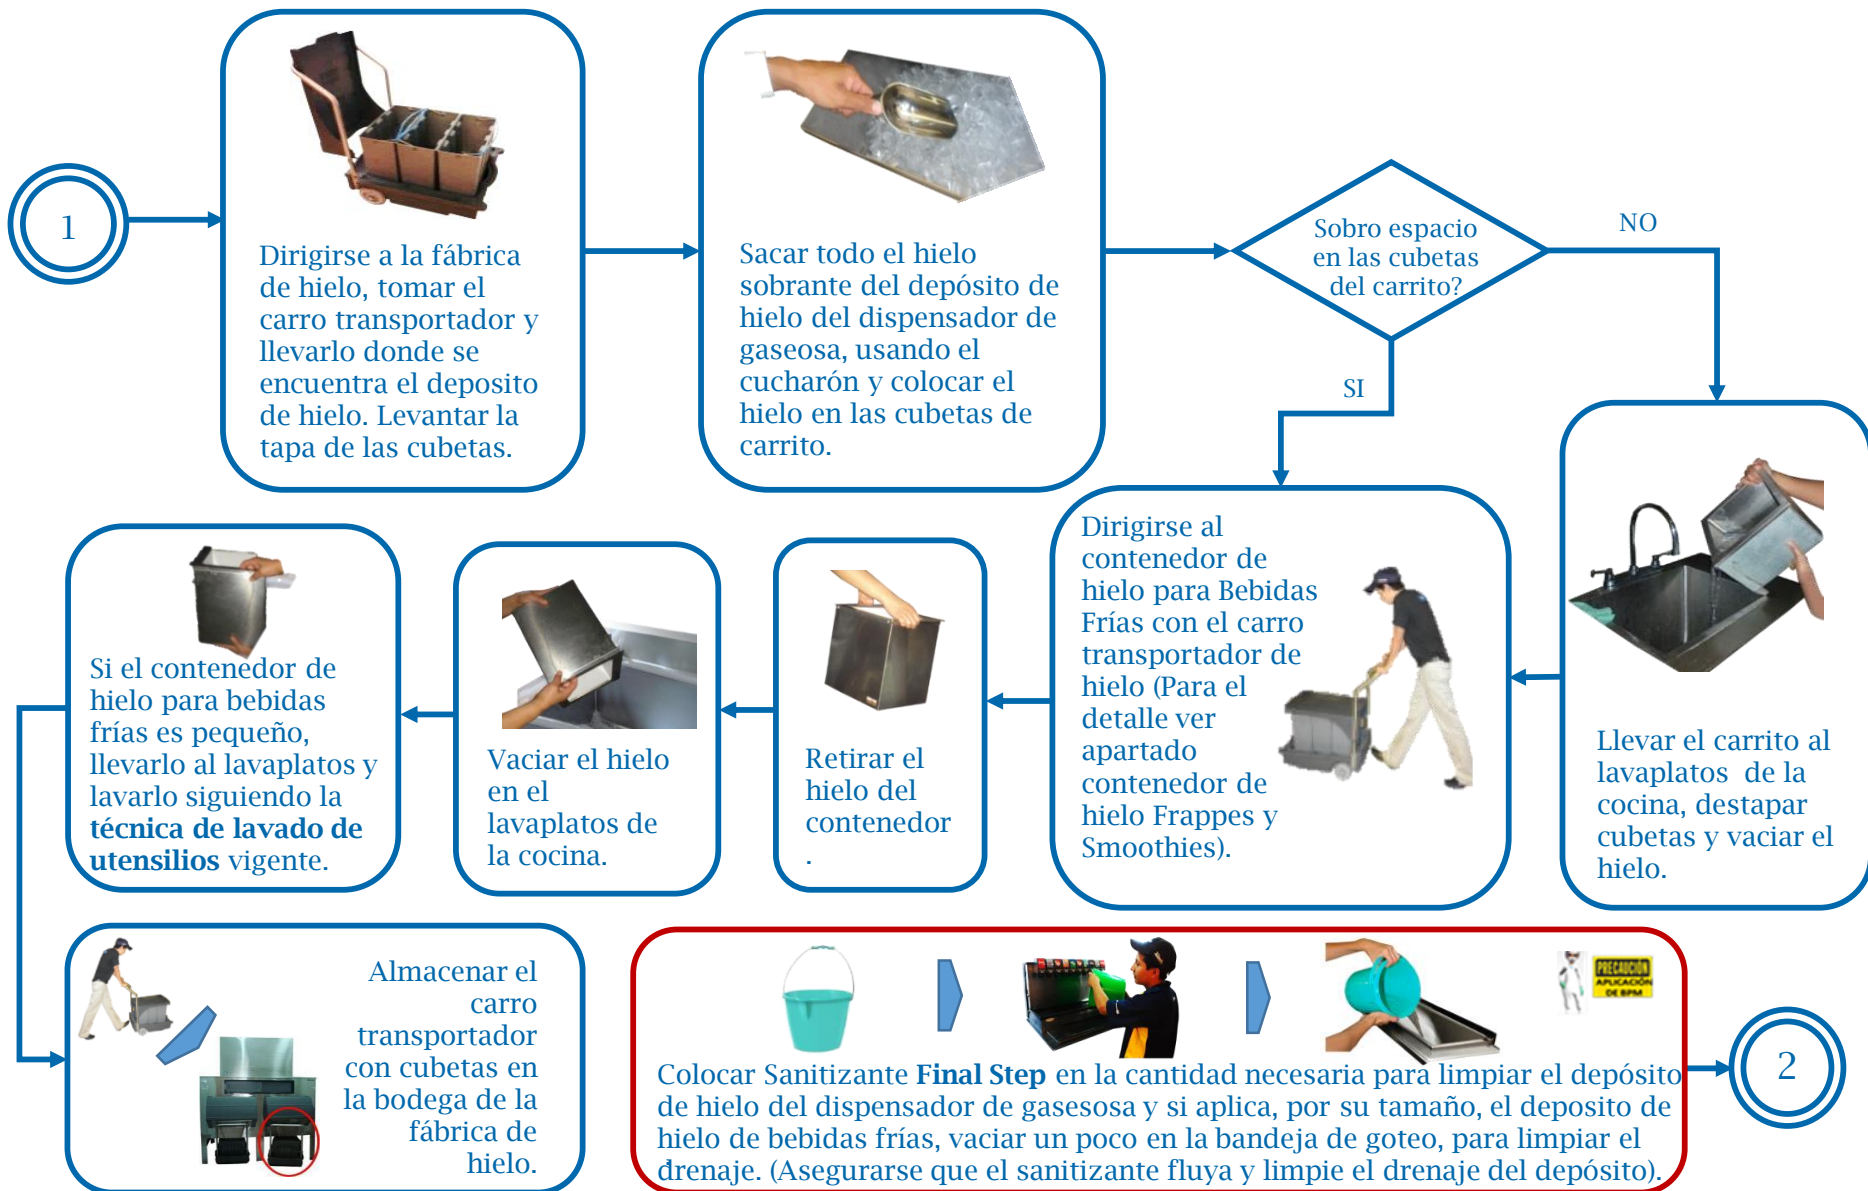 1
Dirigirse a la fábrica
de hielo, tomar el
carro transportador y
llevarlo donde se
encuentra el deposito
de hielo. Levantar la
tapa de las cubetas.
Sacar todo el hielo
sobrante del depósito de
hielo del dispensador de
gaseosa, usando el
cucharón y colocar el
hielo en las cubetas de
carrito.
Sobro espacio
en las cubetas
del carrito?
NO
SI
Llevar el carrito al
lavaplatos de la
cocina, destapar
cubetas y vaciar el
hielo.
Dirigirse al
contenedor de
hielo para Bebidas
Frías con el carro
transportador de
hielo (Para el
detalle ver
apartado
contenedor de
hielo Frappes y
Smoothies).
Retirar el
hielo del
contenedor
.
Vaciar el hielo
en el
lavaplatos de
la cocina.
Si el contenedor de
hielo para bebidas
frías es pequeño,
llevarlo al lavaplatos y
lavarlo siguiendo la
técnica de lavado de
utensilios vigente.
Almacenar el
carro
transportador
con cubetas en
la bodega de la
fábrica de
hielo.
PRECAUCION
APLICACIÓN
DE BPM
Colocar Sanitizante Final Step en la cantidad necesaria para limpiar el depósito
de hielo del dispensador de gasesosa y si aplica, por su tamaño, el deposito de
hielo de bebidas frías, vaciar un poco en la bandeja de goteo, para limpiar el
drenaje. (Asegurarse que el sanitizante fluya y limpie el drenaje del depósito).
2